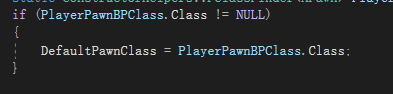 if (PlayerPawnBPClass.Class != NULL)
{
DefaultPawnClass = PlayerPawnBPClass.Class;
}